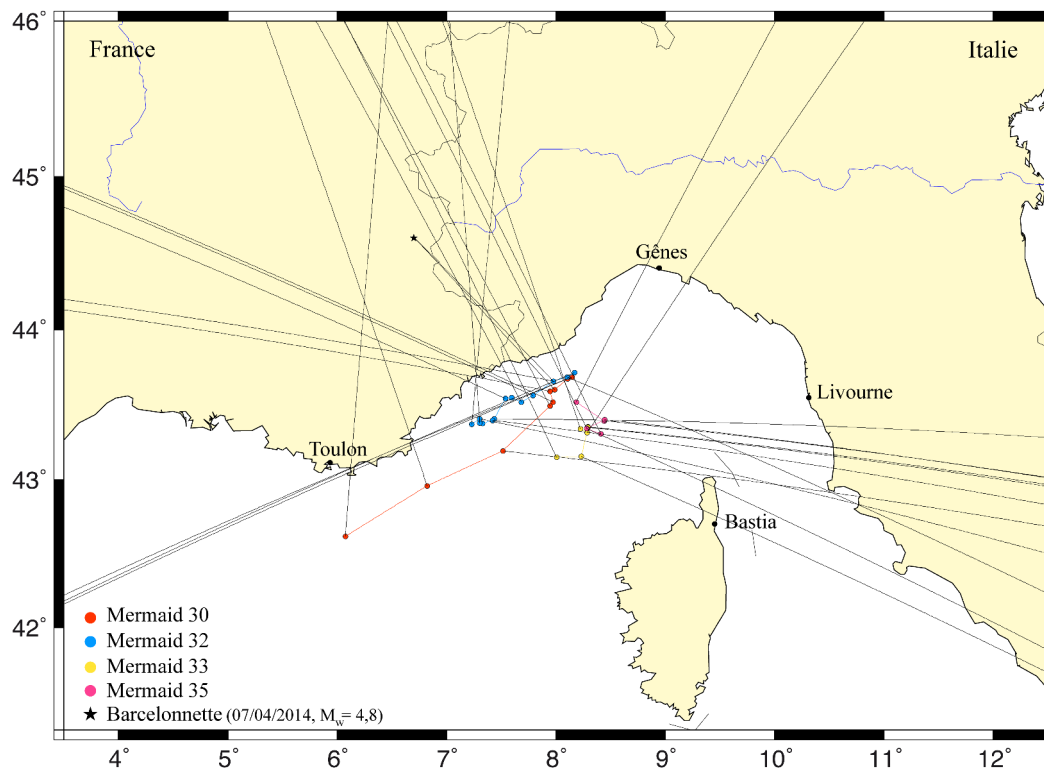 46°
France
Italie
45°
Gênes
44°
Livourne
Toulon
43°
Bastia
42°
Mermaid 30
Mermaid 32
Mermaid 33
Mermaid 35
Barcelonnette (07/04/2014, Mw= 4,8)
4° 5° 6° 7° 8° 9° 10° 11° 12°